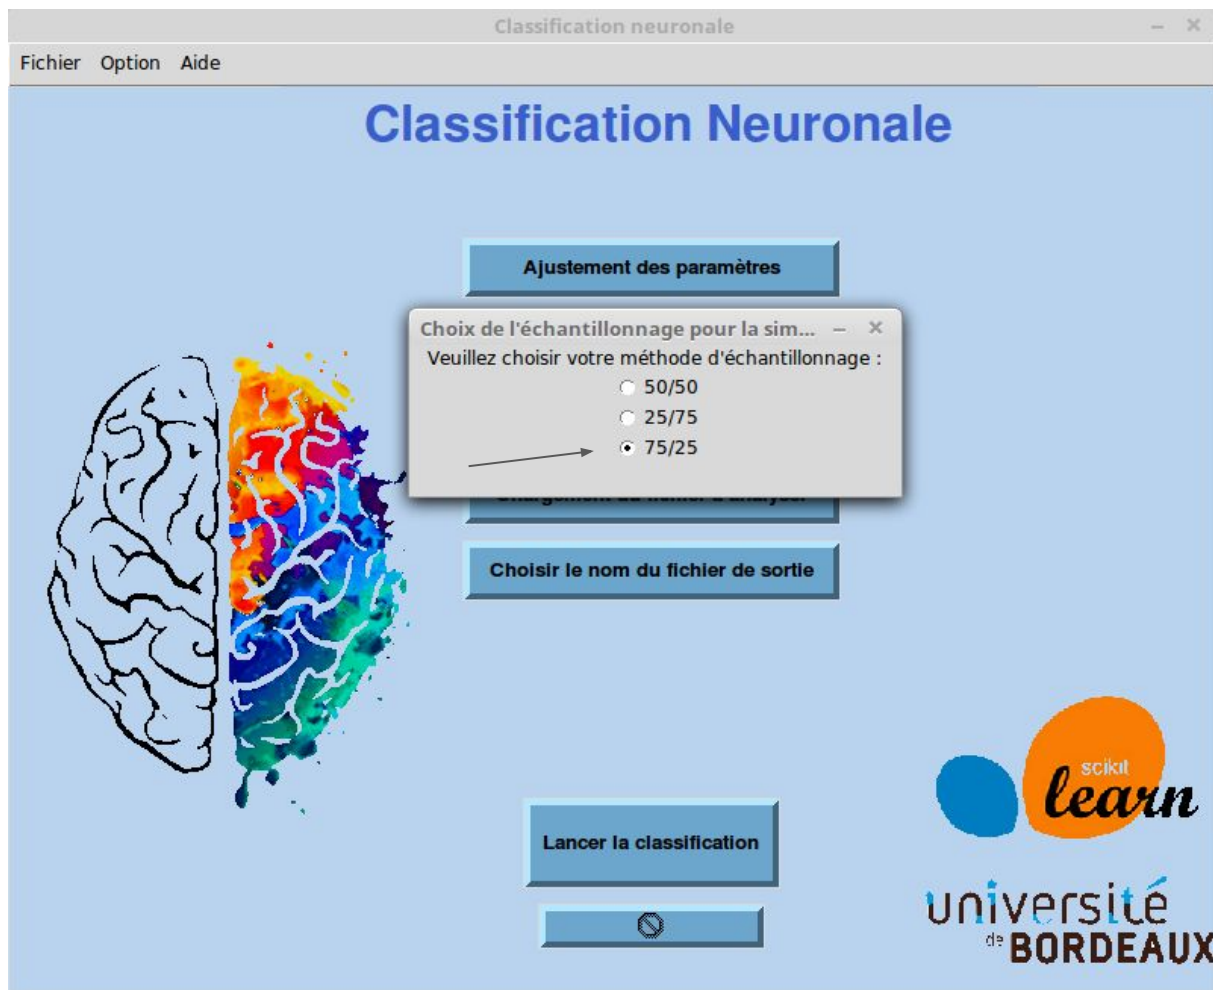 Classification neuronale
Fichier Option Aide
Classification Neuronale
Ajustement des paramètres
Choix de l'échantillonnage pour la sim...
Veuillez choisir votre méthode d'échantillonnage :
50/50
25/75
75/25
Choisir le nom du fichier de sortie
Lancer la classification
scikit
learn
université
de BORDEAUX